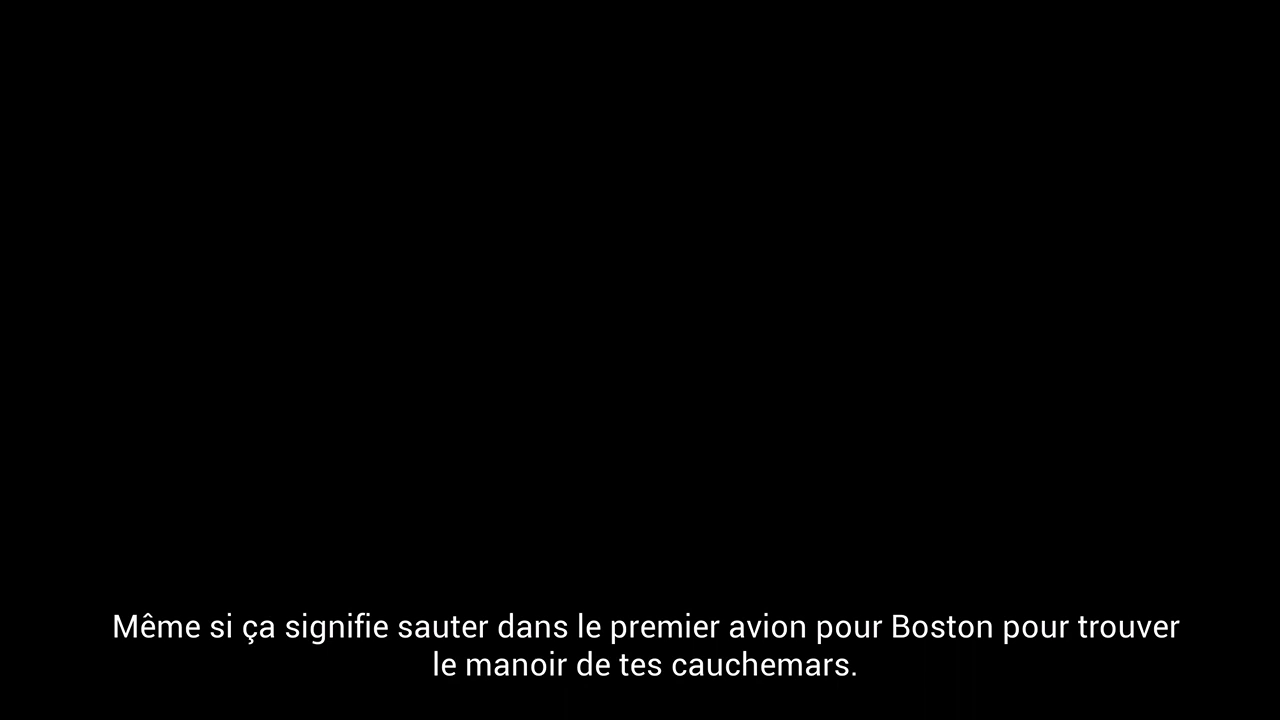 Même si ça signifie sauter dans le premier avion pour Boston pour trouver
le manoir de tes cauchemars.